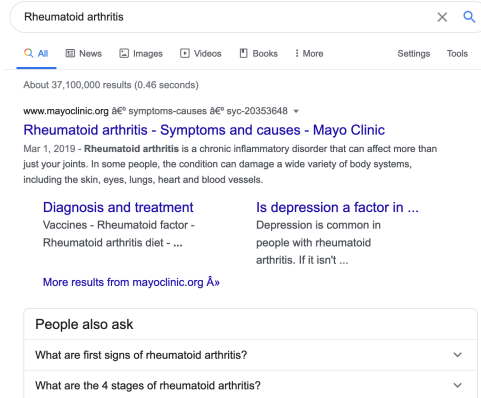 Rheumatoid arthritis
All News Images Videos Books More Settings Tools
About 37,100,000 results (0.46 seconds)
www.mayoclinic.org â€º symptoms-causes â€º syc-20353648
Rheumatoid arthritis - Symptoms and causes - Mayo Clinic
Mar 1, 2019 - Rheumatoid arthritis is a chronic inflammatory disorder that can affect more than
just your joints. In some people, the condition can damage a wide variety of body systems,
including the skin, eyes, lungs, heart and blood vessels.
Diagnosis and treatment
Vaccines - Rheumatoid factor -
Rheumatoid arthritis diet - ...
Is depression a factor in ...
Depression is common in
people with rheumatoid
arthritis. If it isn't ...
More results from mayoclinic.org Â»
People also ask
What are first signs of rheumatoid arthritis?
What are the 4 stages of rheumatoid arthritis?